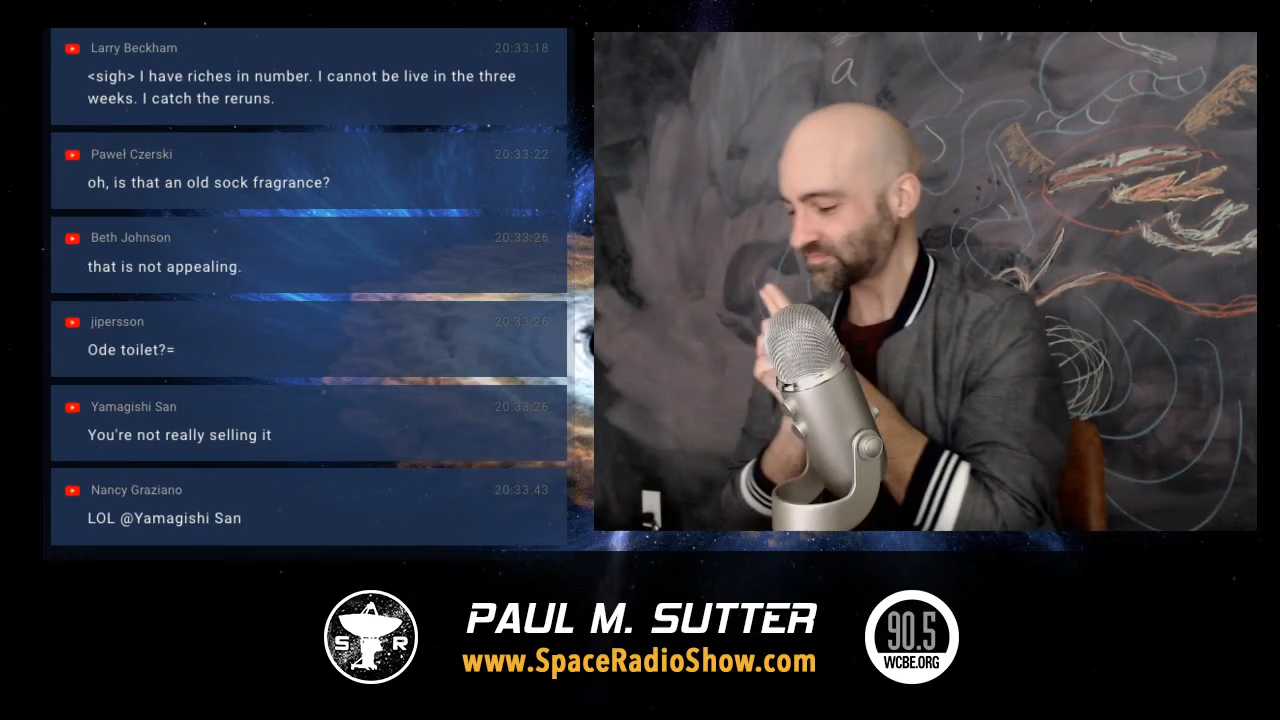 Larry Beckham 20:33:18
<sigh> I have riches in number. I cannot be live in the three
weeks. I catch the reruns.
Paweł Czerski 20:33:22
oh, is that an old sock fragrance?
Beth Johnson 20:33:26
that is not appealing.
jipersson 20:33:26
Ode toilet?=
Yamagishi San 20:33:26
You're not really selling it
Nancy Graziano 20:33:43
LOL @Yamagishi San
a
S R
PAUL M. SUTTER
www.SpaceRadioShow.com
90.5
WCBE.ORG